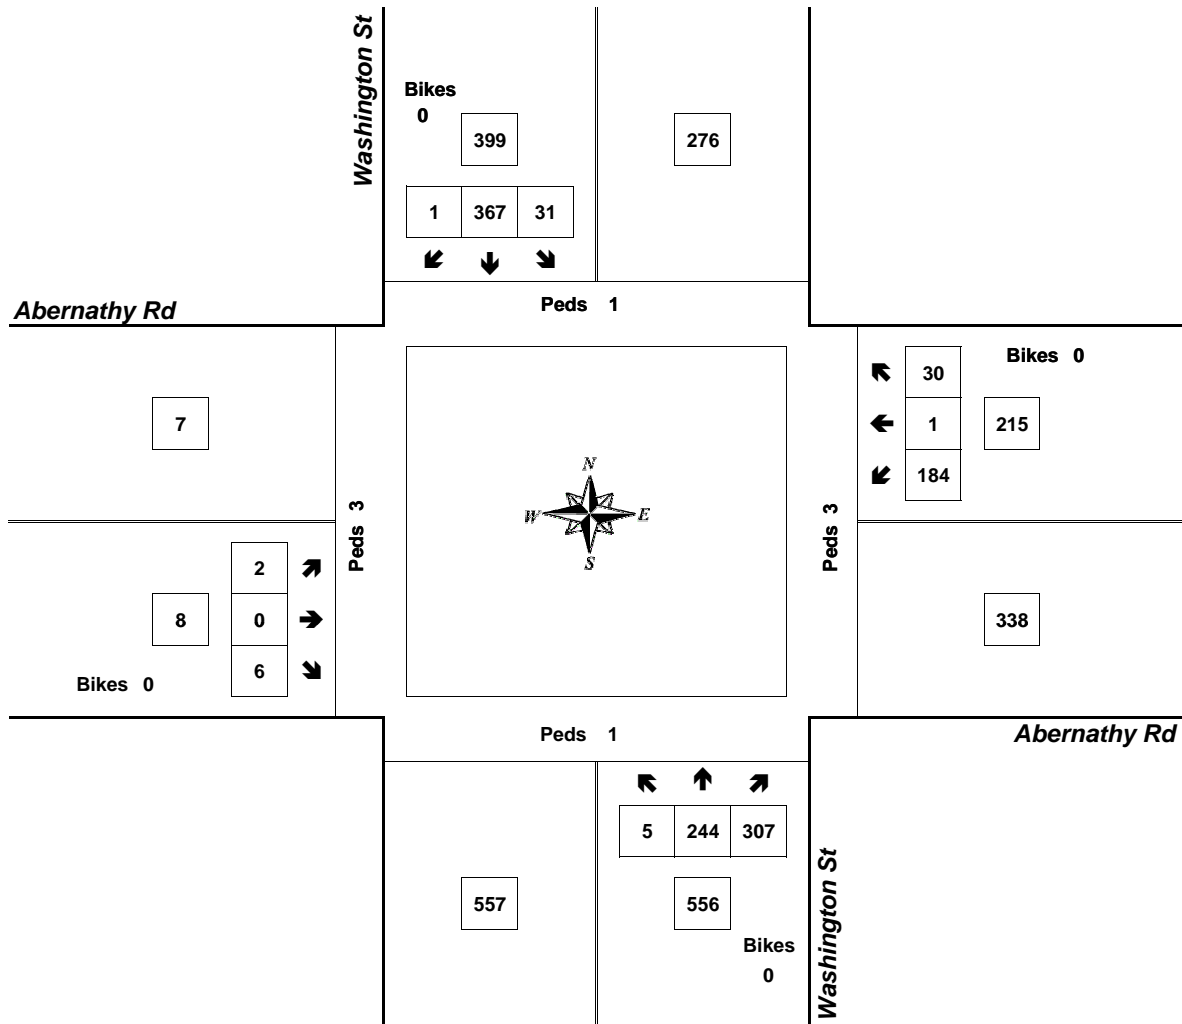 Washington St
Bikes
0
399
276
1 367 31
Abernathy Rd
Peds 1
Bikes 0
30
7
1
215
184
N
W E
S
Peds 3
Peds 3
2
8
0
338
6
Bikes 0
Peds 1
Abernathy Rd
5 244 307
557
556
Bikes
0
Washington St